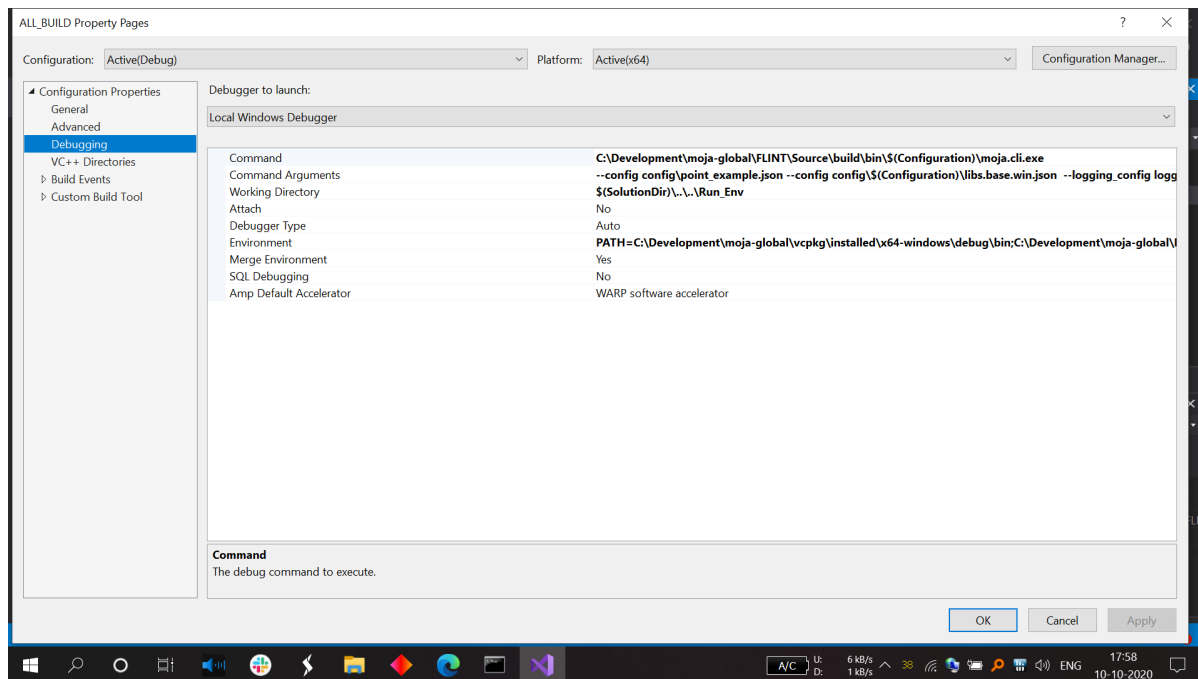 ALL_BUILD Property Pages
?
Configuration: Active(Debug) Platform: Active(x64) Configuration Manager...
Configuration Properties
General
Advanced
Debugging
VC++ Directories
Build Events
Custom Build Tool
Debugger to launch:
Local Windows Debugger
Command C:\Development\moja-global\FLINT\Source\build\bin\$(Configuration)\moja.cli.exe
Command Arguments --config config\point_example.json --config config\$(Configuration)\libs.base.win.json --logging_config logg
Working Directory $(SolutionDir)\..\..\Run_Env
Attach No
Debugger Type Auto
Environment PATH=C:\Development\moja-global\vcpkg\installed\x64-windows\debug\bin;C:\Development\moja-global\
Merge Environment Yes
SQL Debugging No
Amp Default Accelerator WARP software accelerator
Command
The debug command to execute.
OK Cancel Apply
A/C U: 6 kB/s 38 ENG 17:58
D: 1 kB/s 10-10-2020